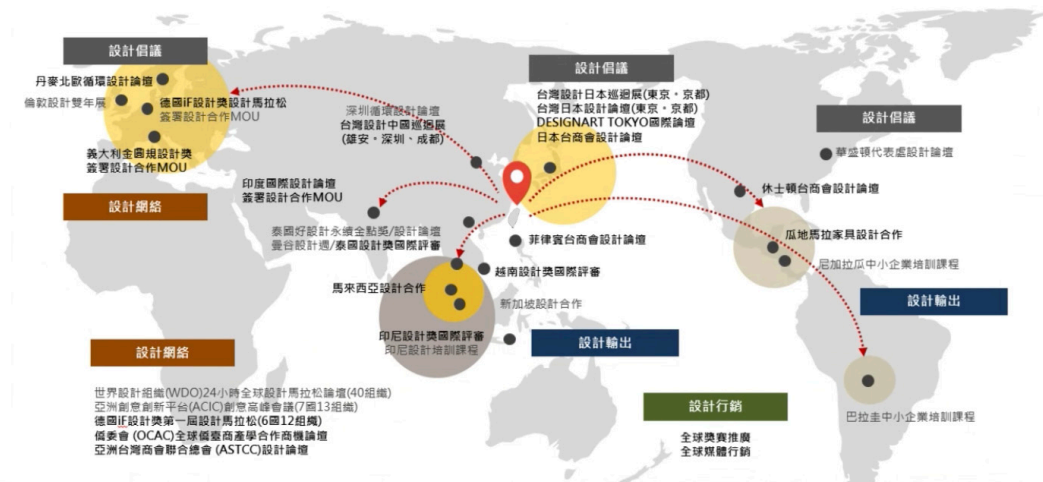 設計倡議
丹麥北歐循環設計論壇
倫敦設計雙年展
德國iF設計獎設計馬拉松
簽署設計合作MOU
義大利金圓規設計獎
簽署設計合作MOU
設計網絡
深圳循環設計論壇
台灣設計中國巡迴展
(雄安。深圳、成都)
印度國際設計論壇
簽署設計合作MOU
泰國好設計永續金點獎/設計論壇
曼谷設計週/泰國設計獎國際評審
馬來西亞設計合作
印尼設計獎國際評審
印尼設計培訓課程
設計倡議
台灣設計日本巡迴展(東京。京都)
台灣日本設計論壇(東京。京都)
DESIGNART TOKYO國際論壇
日本台商會設計論壇
菲律賓台商會設計論壇
越南設計獎國際評審
新加坡設計合作
設計輸出
設計倡議
華盛頓代表處設計論壇
休士頓台商會設計論壇
瓜地馬拉家具設計合作
尼加拉瓜中小企業培訓課程
設計輸出
巴拉圭中小企業培訓課程
設計網絡
世界設計組織(WDO)24小時全球設計馬拉松論壇(40組織)
亞洲創意創新平台(ACIC)創意高峰會議(7國13組織)
德國iF設計獎第一屆設計馬拉松(6國12組織)
僑委會 (OCAC)全球僑臺商產學合作商機論壇
亞洲台灣商會聯合總會 (ASTCC)設計論壇
設計行銷
全球獎賽推廣
全球媒體行銷